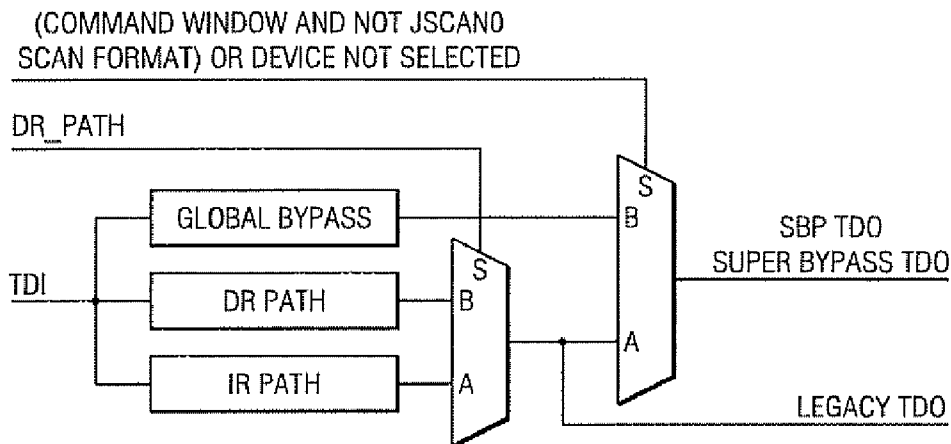 (COMMAND WINDOW AND NOT JSCAN0
SCAN FORMAT) OR DEVICE NOT SELECTED
DR_PATH
S
GLOBAL BYPASS
B
SBP TDO
SUPER BYPASS TDO
S
TDI
DR PATH
B
A
IR PATH
A
LEGACY TDO